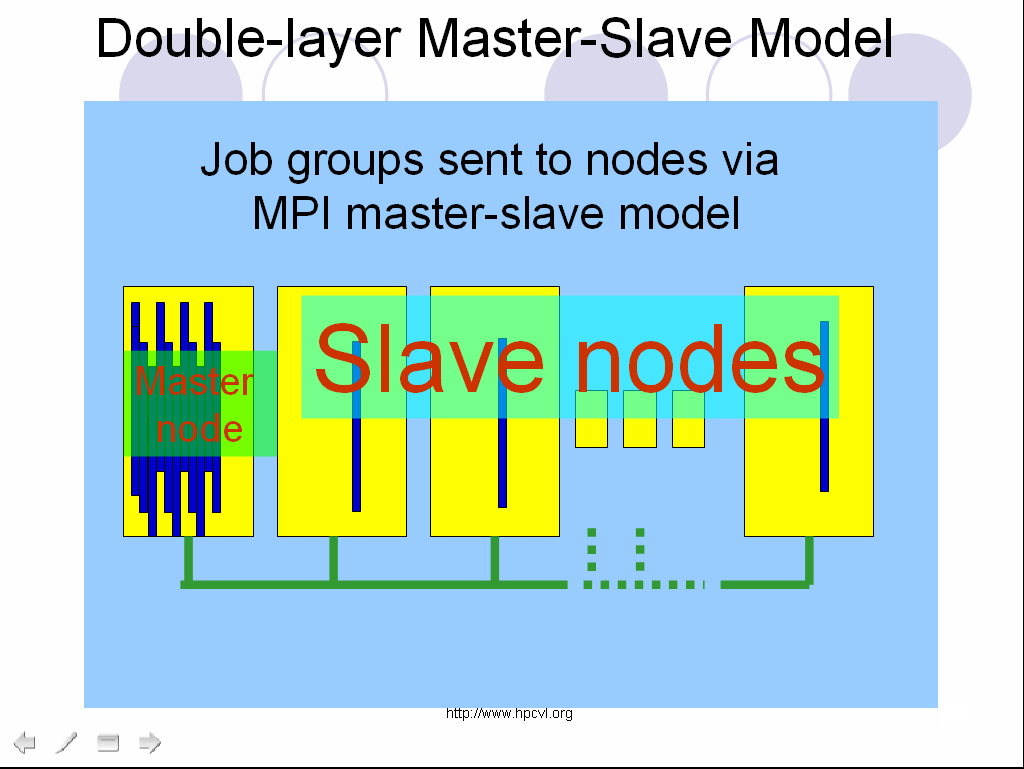 Double-layer Master-Slave Model
Job groups sent to nodes via
MPI master-slave model
Slave nodes
Master
node
http://www.hpcvl.org